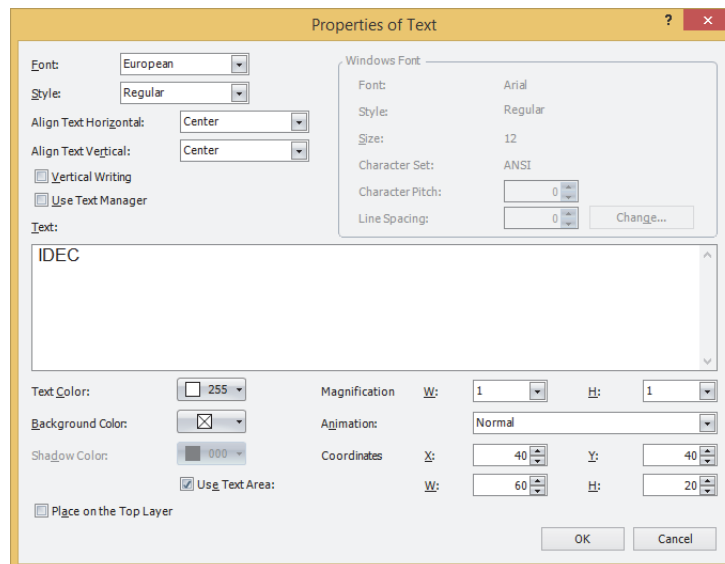 Properties of Text
? ×
Font: European
Style: Regular
Align Text Horizontal: Center
Align Text Vertical: Center
Vertical Writing
Use Text Manager
Windows Font
Font: Arial
Style: Regular
Size: 12
Character Set: ANSI
Character Pitch: 0
Line Spacing: 0 Change...
Text:
IDEC
Text Color: 255 Magnification W: 1 H: 1
Background Color: Animation: Normal
Shadow Color: 000 Coordinates X: 40 Y: 40
Use Text Area: W: 60 H: 20
Place on the Top Layer
OK Cancel